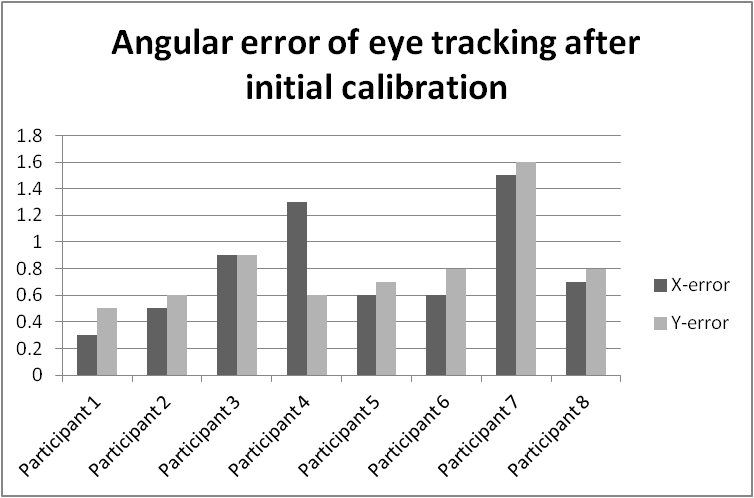 Angular error of eye tracking after
initial calibration
1.8
1.6
1.4
1.2
1
0.8
0.6
0.4
0.2
0
Participant 1
Participant 2
Participant 3
Participant 4
Participant 5
Participant 6
Participant 7
Participant 8
X-error
Y-error